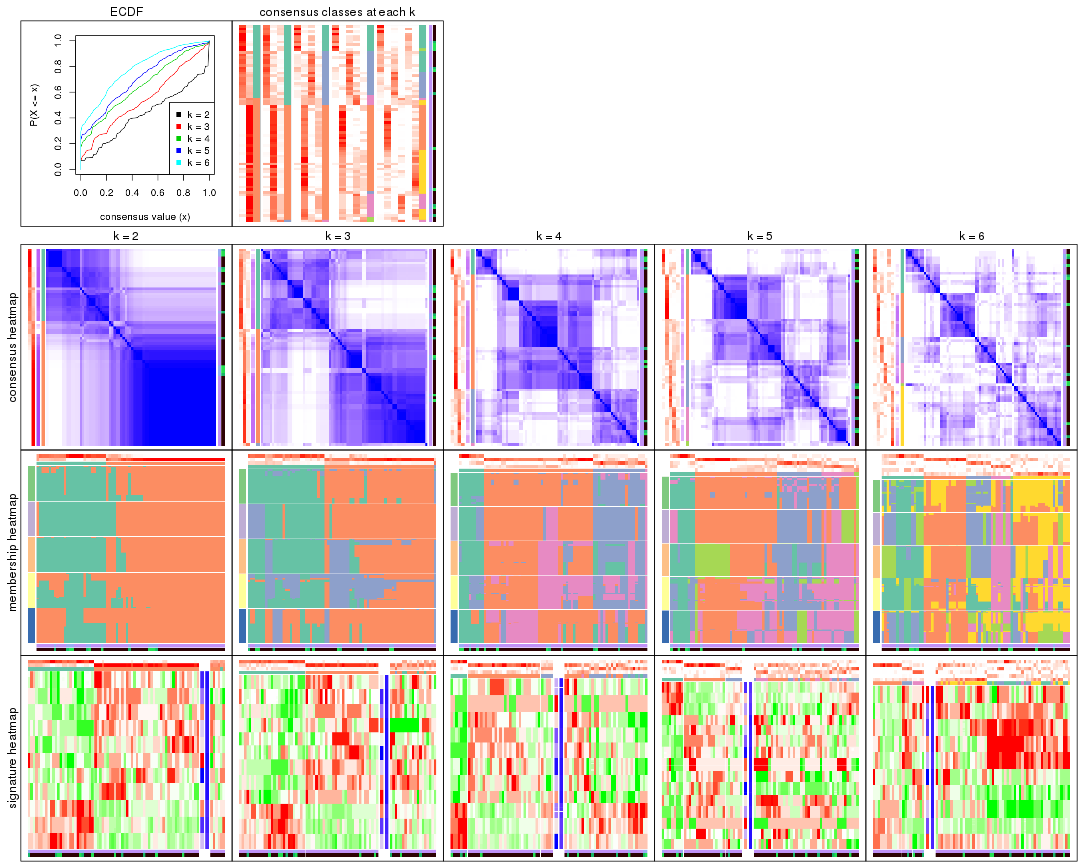 ECDF
consensus classes at each k
P(X <= x)
0.0 0.2 0.4 0.6 0.8 1.0
k = 2
k = 3
k = 4
k = 5
k = 6
0.0 0.2 0.4 0.6 0.8 1.0
consensus value (x)
k = 2 k = 3 k = 4 k = 5 k = 6
consensus heatmap
membership heatmap
signature heatmap